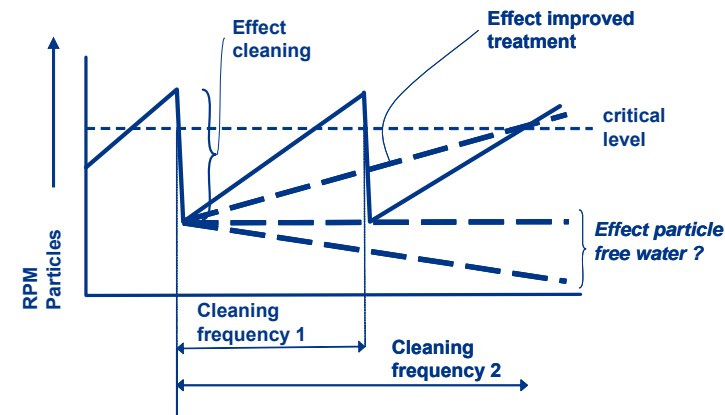 Effect improved
treatment
Effect
cleaning
critical
level
Effect particle
free water ?
RPM
Particles
Cleaning
frequency 1
Cleaning
frequency 2